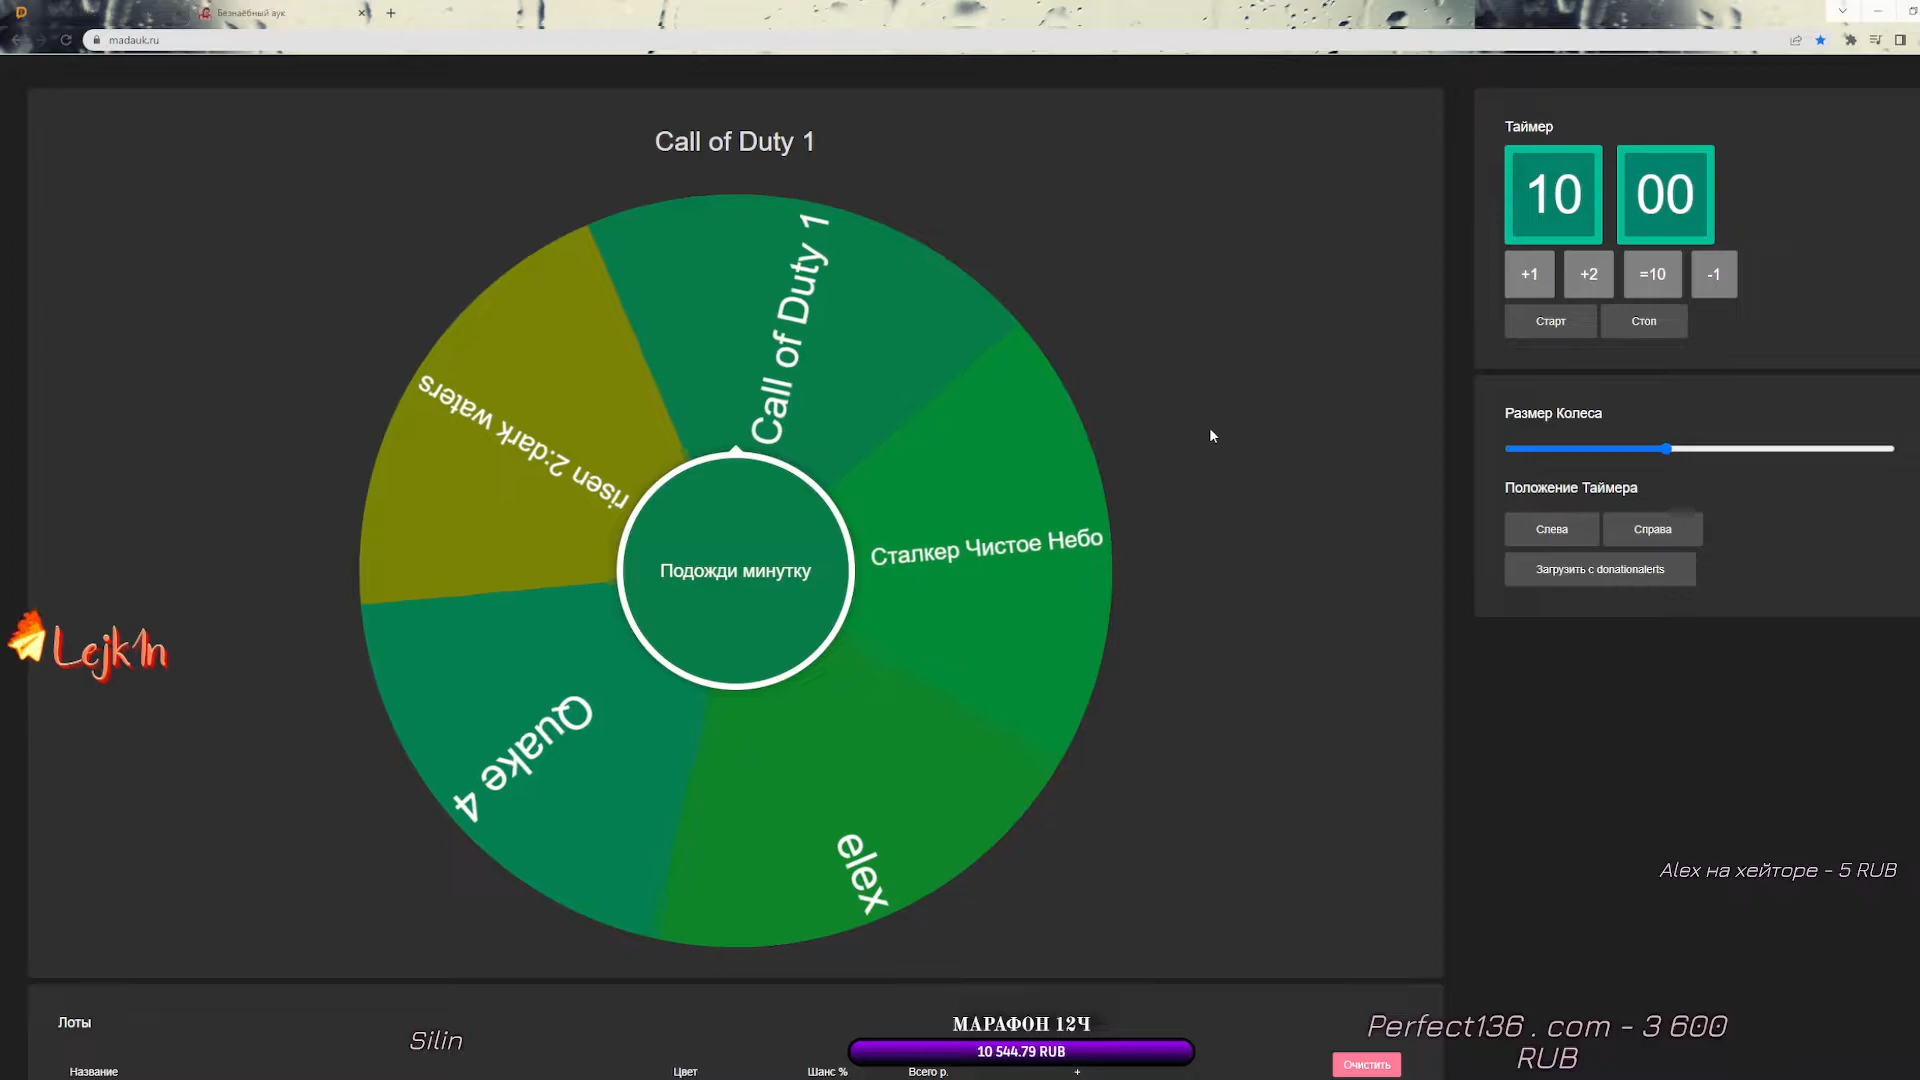 Безнаёбный аук
madauk.ru
Call of Duty 1
Call of Duty 1
Сталкер Чистое Небо
elex
Quake 4
risen 2:dark waters
Подожди минутку
Таймер
10 00
+1 +2 =10 -1
Старт Стоп
Размер Колеса
Положение Таймера
Слева Справа
Загрузить с donationalerts
Lejk1n
Alex на хейторе - 5 RUB
Лоты
Silin
МАРАФОН 12Ч
10 544.79 RUB
Perfect136 . com - 3 600
RUB
Очистить
Название Цвет Шанс % Всего р. +